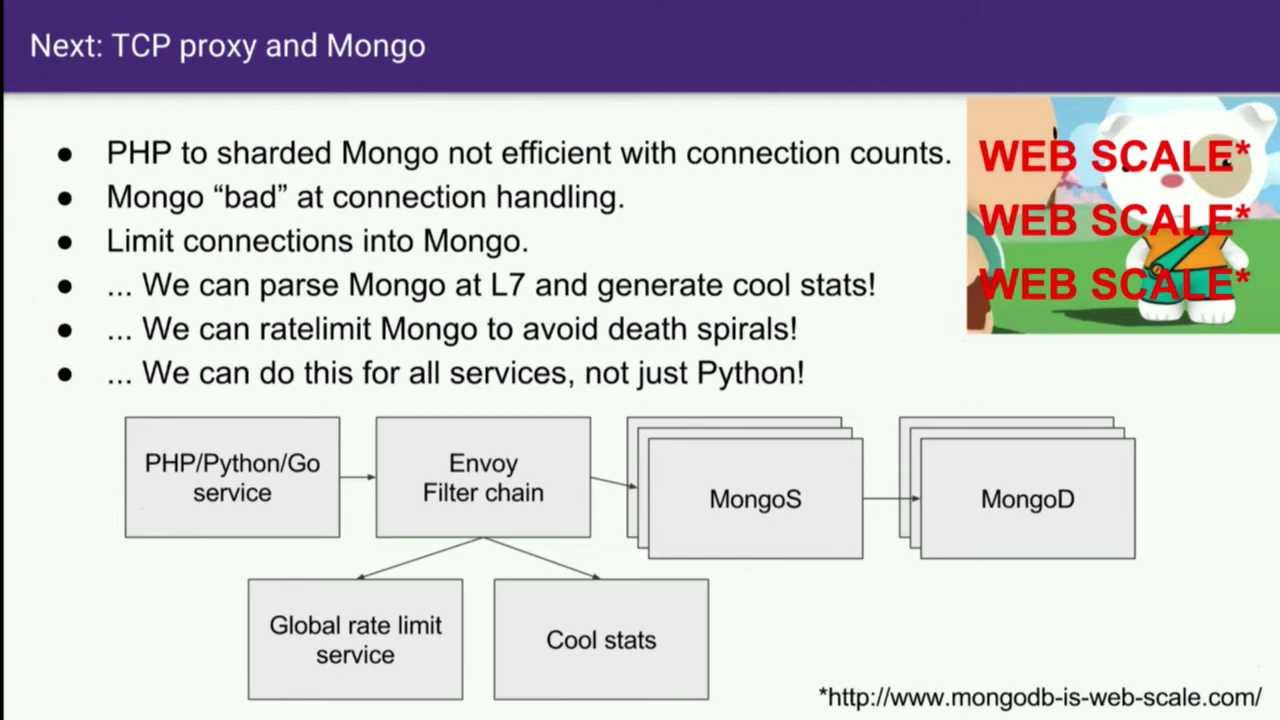 Next: TCP proxy and Mongo
● PHP to sharded Mongo not efficient with connection counts.
● Mongo “bad” at connection handling.
● Limit connections into Mongo.
● ... We can parse Mongo at L7 and generate cool stats!
● ... We can ratelimit Mongo to avoid death spirals!
● ... We can do this for all services, not just Python!
WEB SCALE*
WEB SCALE*
WEB SCALE*
PHP/Python/Go
service
Envoy
Filter chain
MongoS
MongoD
Global rate limit
service
Cool stats
*http://www.mongodb-is-web-scale.com/